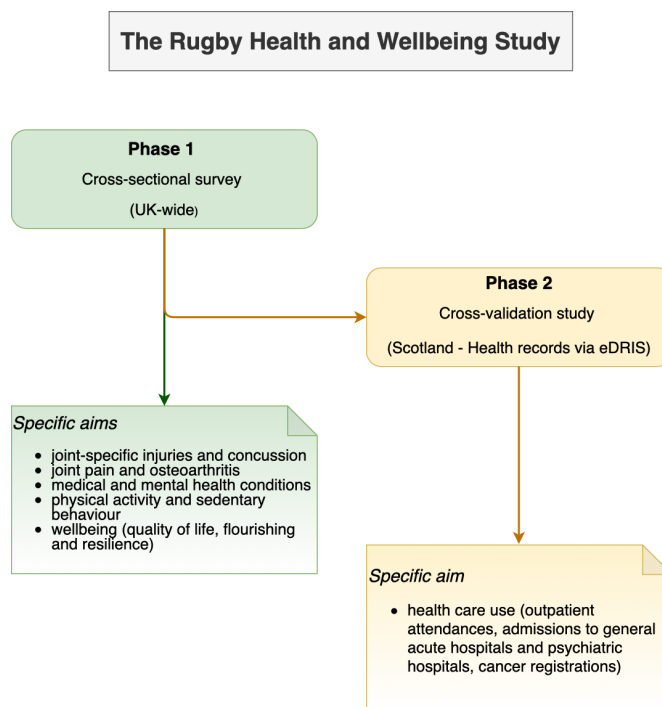 The Rugby Health and Wellbeing Study
Phase 1
Cross-sectional survey
(UK-wide)
Phase 2
Cross-validation study
(Scotland - Health records via eDRIS)
Specific aims
• joint-specific injuries and concussion
• joint pain and osteoarthritis
• medical and mental health conditions
• physical activity and sedentary
behaviour
• wellbeing (quality of life, flourishing
and resilience)
Specific aim
• health care use (outpatient
attendances, admissions to general
acute hospitals and psychiatric
hospitals, cancer registrations)